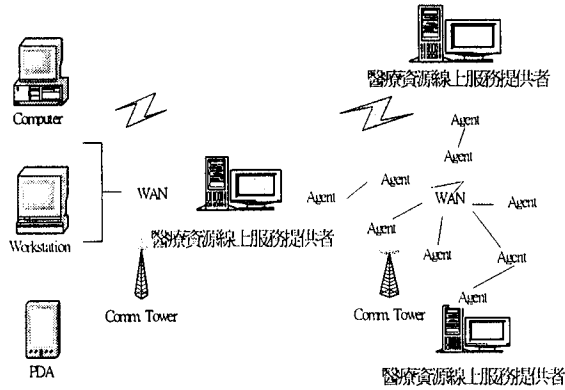 醫療資源線上服務提供者
Computer
Agent
Agent
Agent
Agent
WAN
WAN
Agent
Agent
醫療資源線上服務提供者
Workstation
Agent
Agent
Agent
Comm. Tower
Comm. Tower
PDA
醫療資源線上服務提供者